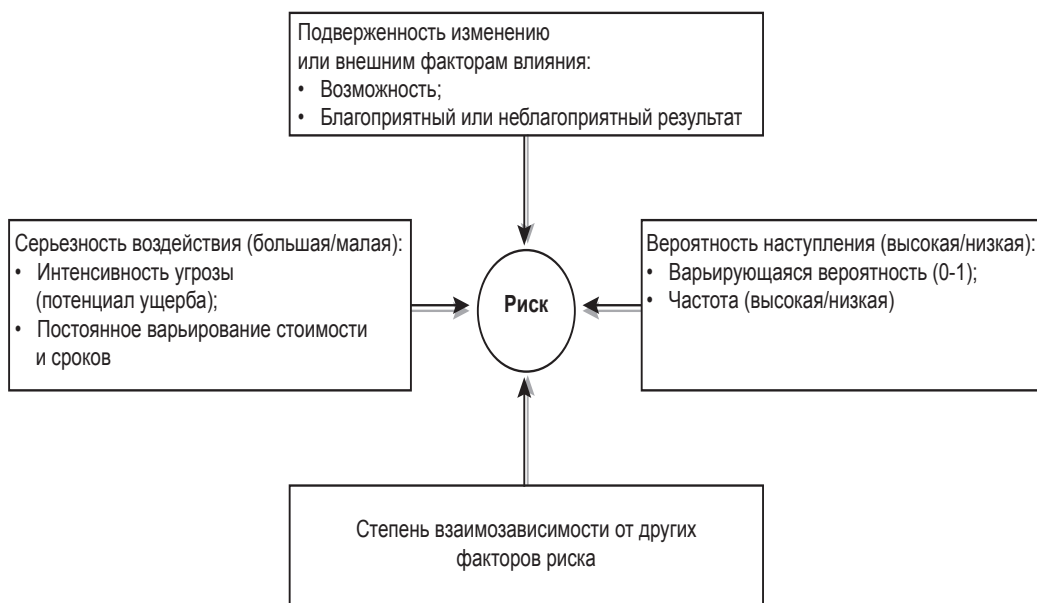 Подверженность изменению
или внешним факторам влияния:
• Возможность;
• Благоприятный или неблагоприятный результат
Серьезность воздействия (большая/малая):
• Интенсивность угрозы
(потенциал ущерба);
• Постоянное варьирование стоимости
и сроков
Риск
Вероятность наступления (высокая/низкая):
• Варьирующаяся вероятность (0-1);
• Частота (высокая/низкая)
Степень взаимозависимости от других
факторов риска